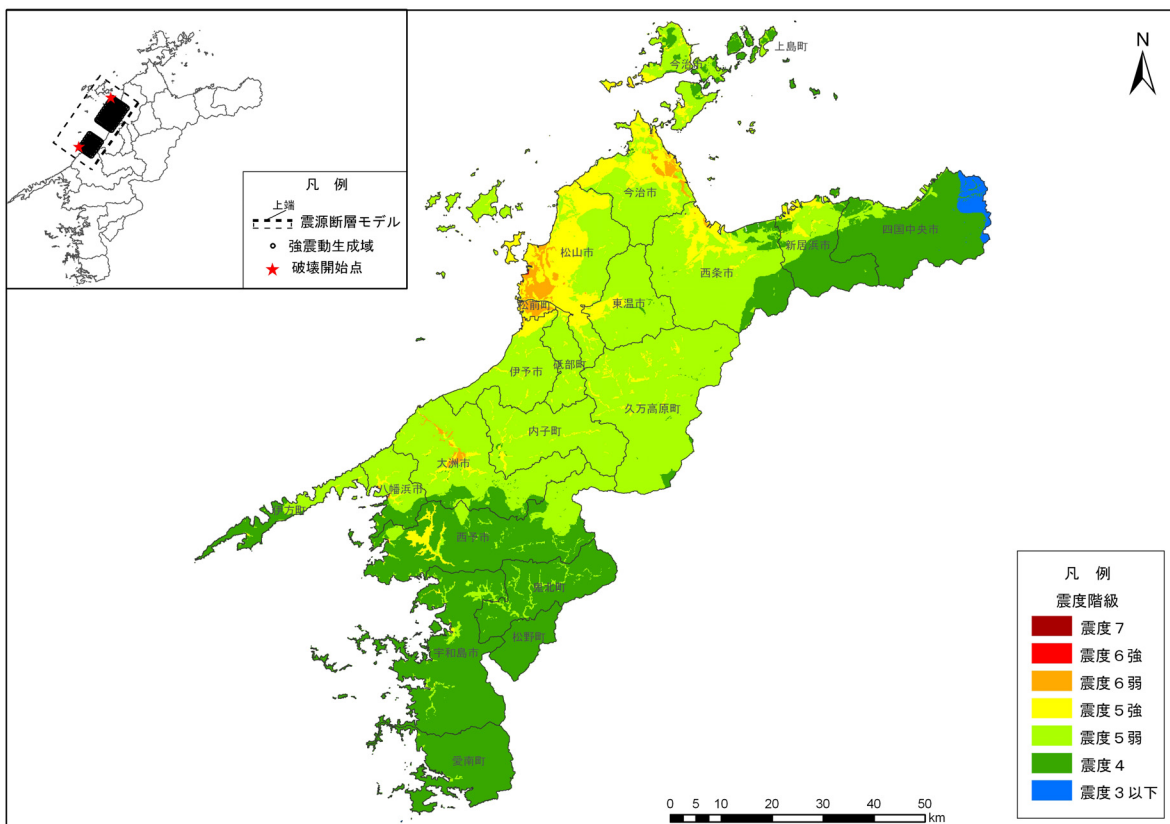 凡 例
上端
震源断層モデル
強震動生成域
破壊開始点
N
上島町
今治市
今治市
松山市
新居浜市
四国中央市
西条市
東温市
松前町
伊予市
砥部町
久万高原町
内子町
大洲市
八幡浜市
伊方町
西予市
鬼北町
松野町
宇和島市
愛南町
凡 例
震度階級
震度７
震度６強
震度６弱
震度５強
震度５弱
震度４
震度３以下
0 5 10 20 30 40 50
km